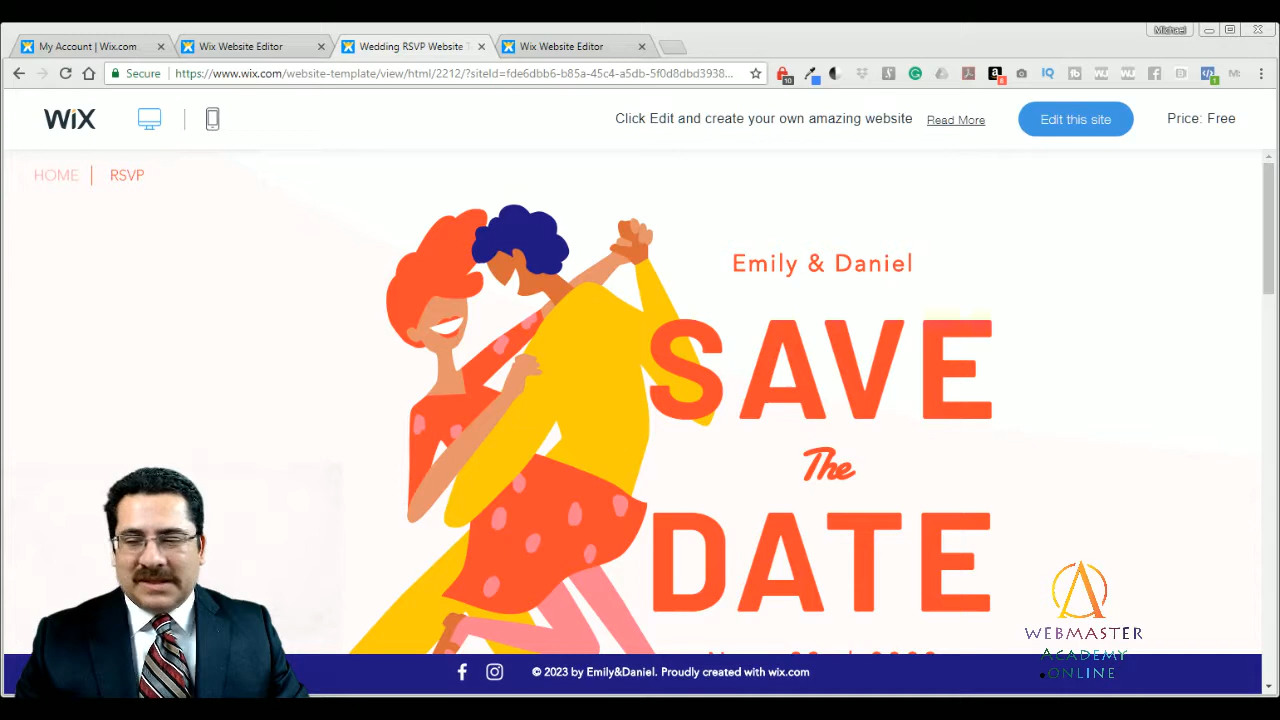 Michael
My Account | Wix.com
Wix Website Editor
Wedding RSVP Website
Wix Website Editor
Secure
https://www.wix.com/website-template/view/html/2212/?siteId=fde6dbb6-b85a-45c4-a5db-5f0d8dbd3938...
WiX
Click Edit and create your own amazing website
Read More
Edit this site
Price: Free
HOME
RSVP
Emily & Daniel
SAVE
The
DATE
© 2023 by Emily&Daniel. Proudly created with wix.com
WEBMASTER
ACADEMY
.ONLINE